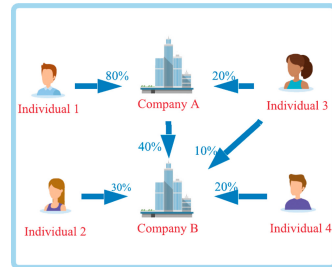 80%
20%
Individual 1
Company A
Individual 3
40%
10%
30%
20%
Individual 2
Company B
Individual 4